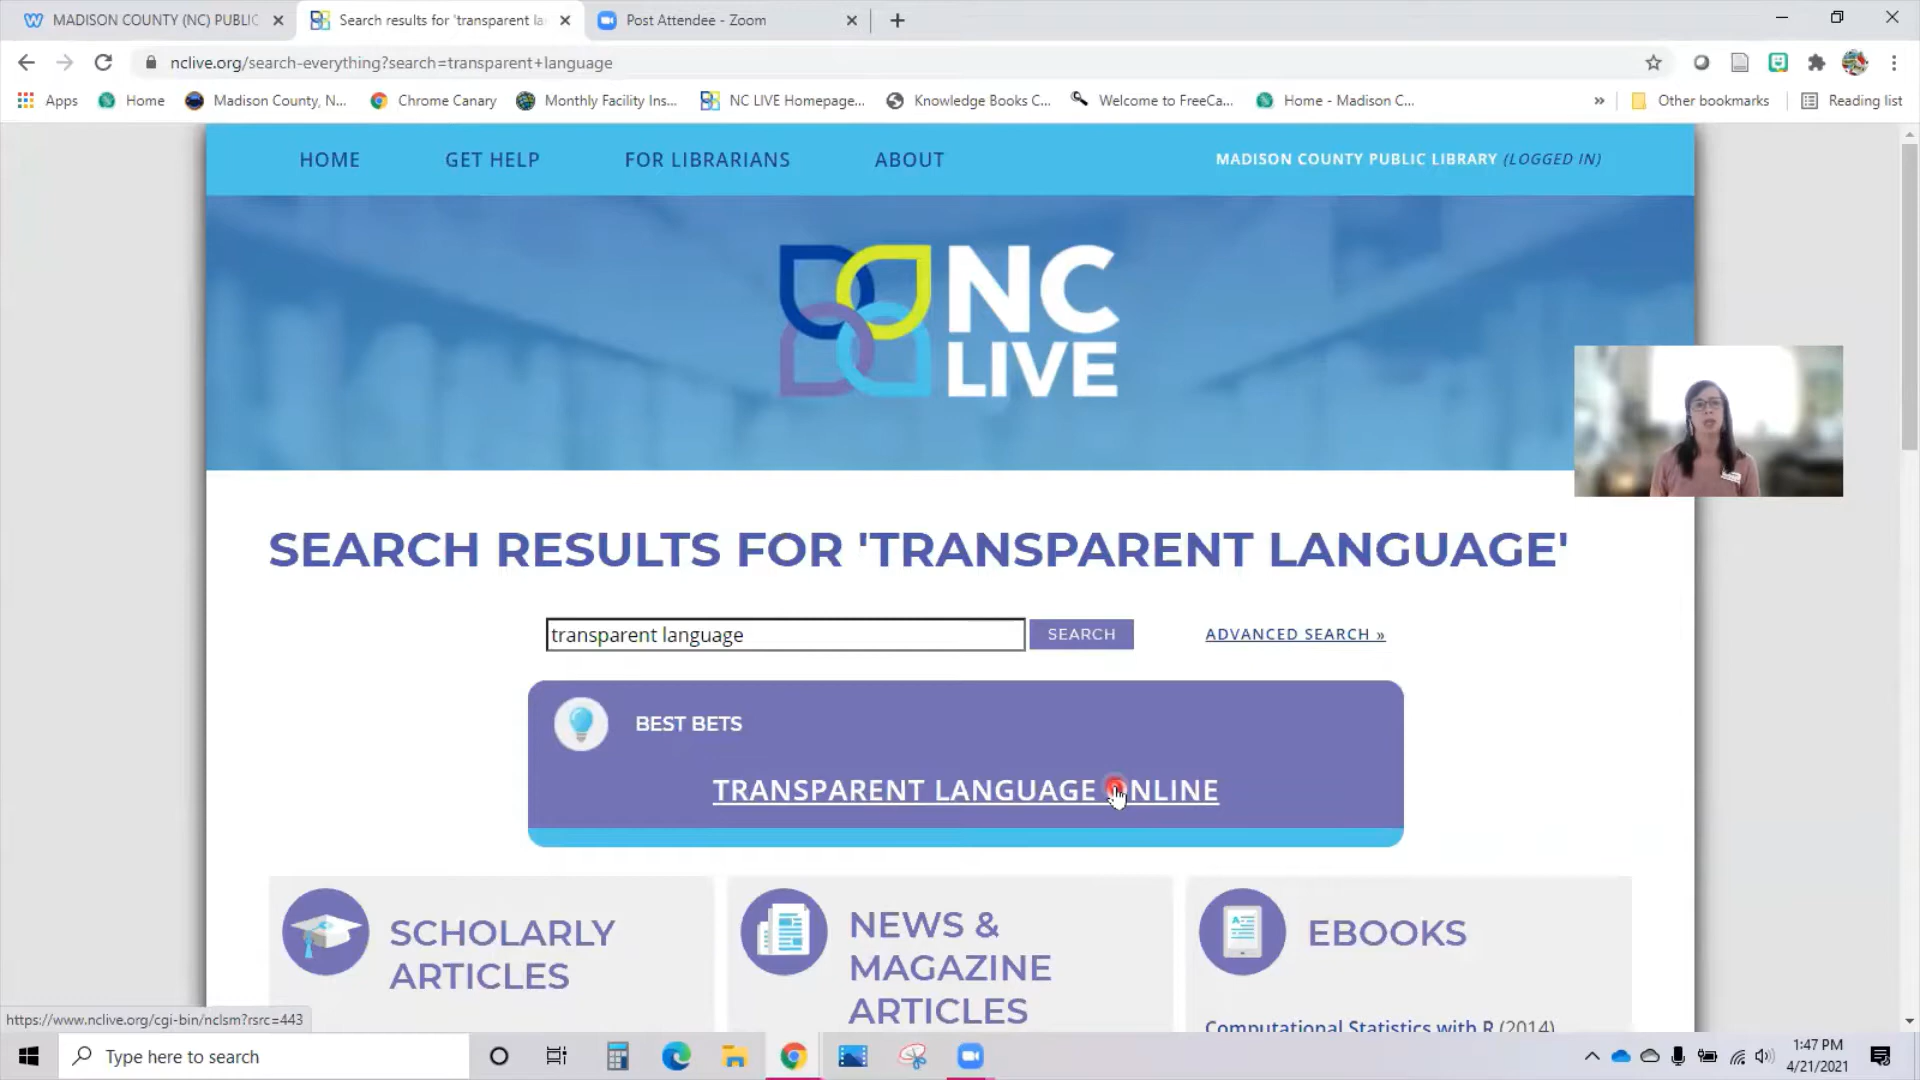 MADISON COUNTY (NC) PUBLIC
Search results for 'transparent la
Post Attendee - Zoom
nclive.org/search-everything?search=transparent+language
Apps
Home
Madison County, N...
Chrome Canary
Monthly Facility Ins...
NC LIVE Homepage...
Knowledge Books C...
Welcome to FreeCa...
Home - Madison C...
»
Other bookmarks
Reading list
HOME
GET HELP
FOR LIBRARIANS
ABOUT
MADISON COUNTY PUBLIC LIBRARY (LOGGED IN)
NC
LIVE
SEARCH RESULTS FOR 'TRANSPARENT LANGUAGE'
transparent language
SEARCH
ADVANCED SEARCH »
BEST BETS
TRANSPARENT LANGUAGE ONLINE
SCHOLARLY
ARTICLES
NEWS &
MAGAZINE
ARTICLES
EBOOKS
Computational Statistics with R (2014)
https://www.nclive.org/cgi-bin/nclsm?rsrc=443
Type here to search
1:47 PM
4/21/2021